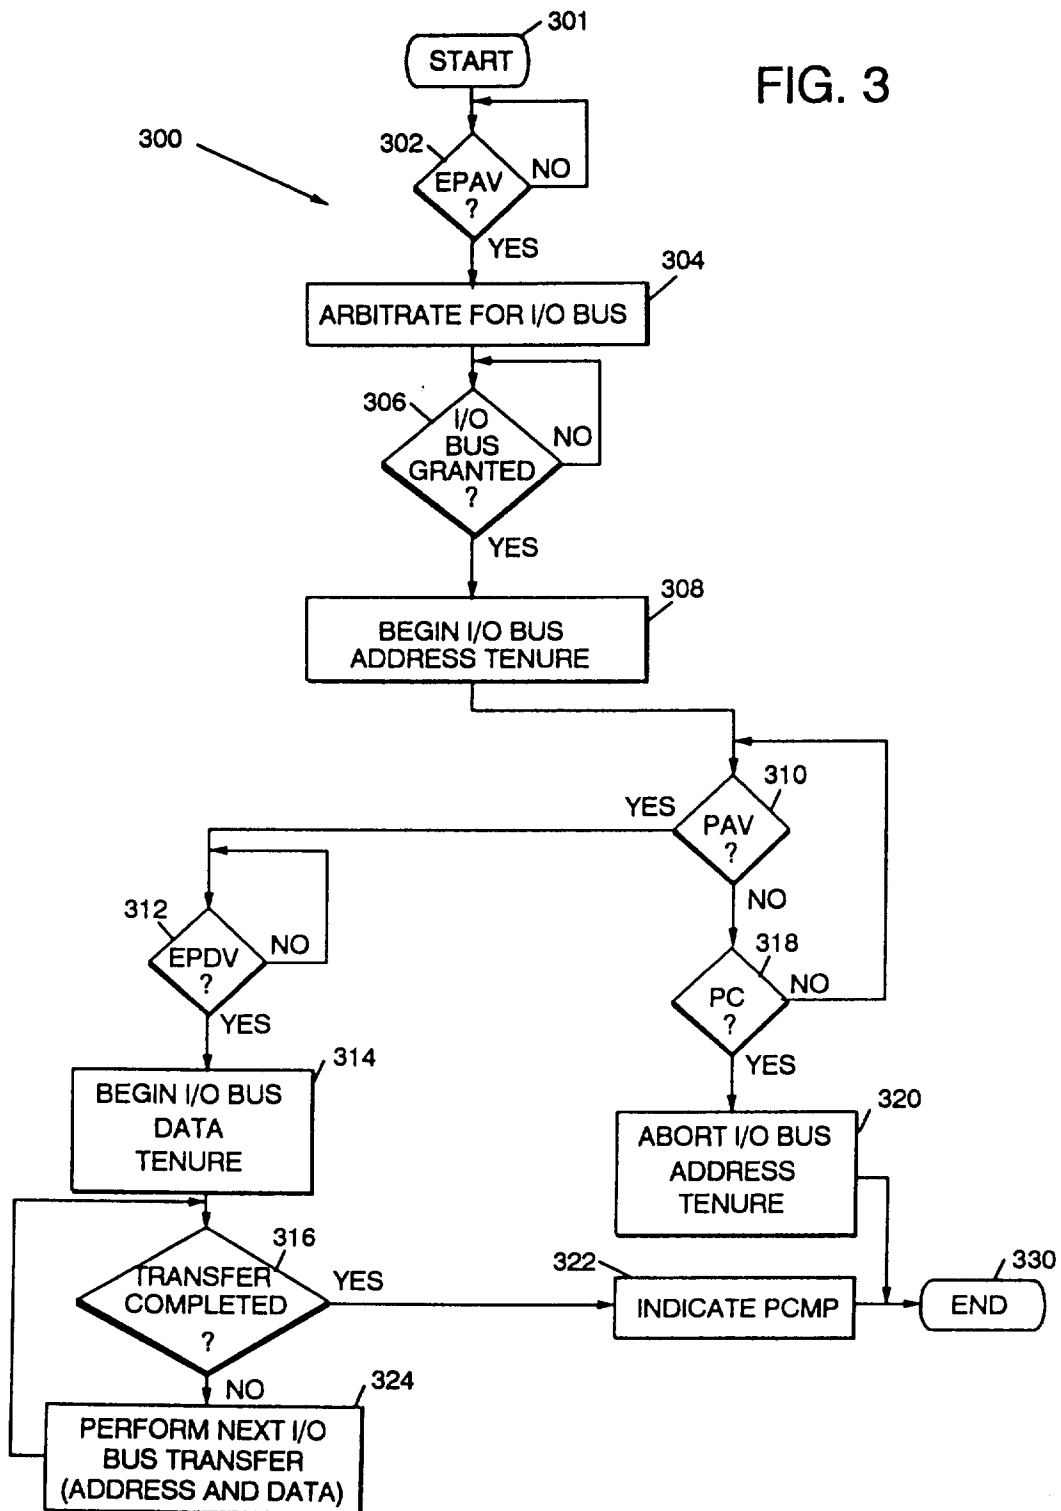 FIG. 3
301
START
300
302
EPAV
?
NO
YES
304
ARBITRATE FOR I/O BUS
306
I/O
BUS
GRANTED
?
NO
YES
308
BEGIN I/O BUS
ADDRESS TENURE
310
PAV
?
YES
NO
312
EPDV
?
NO
YES
318
PC
?
NO
YES
314
BEGIN I/O BUS
DATA
TENURE
320
ABORT I/O BUS
ADDRESS
TENURE
316
TRANSFER
COMPLETED
?
YES
NO
322
INDICATE PCMP
330
END
324
PERFORM NEXT I/O
BUS TRANSFER
(ADDRESS AND DATA)